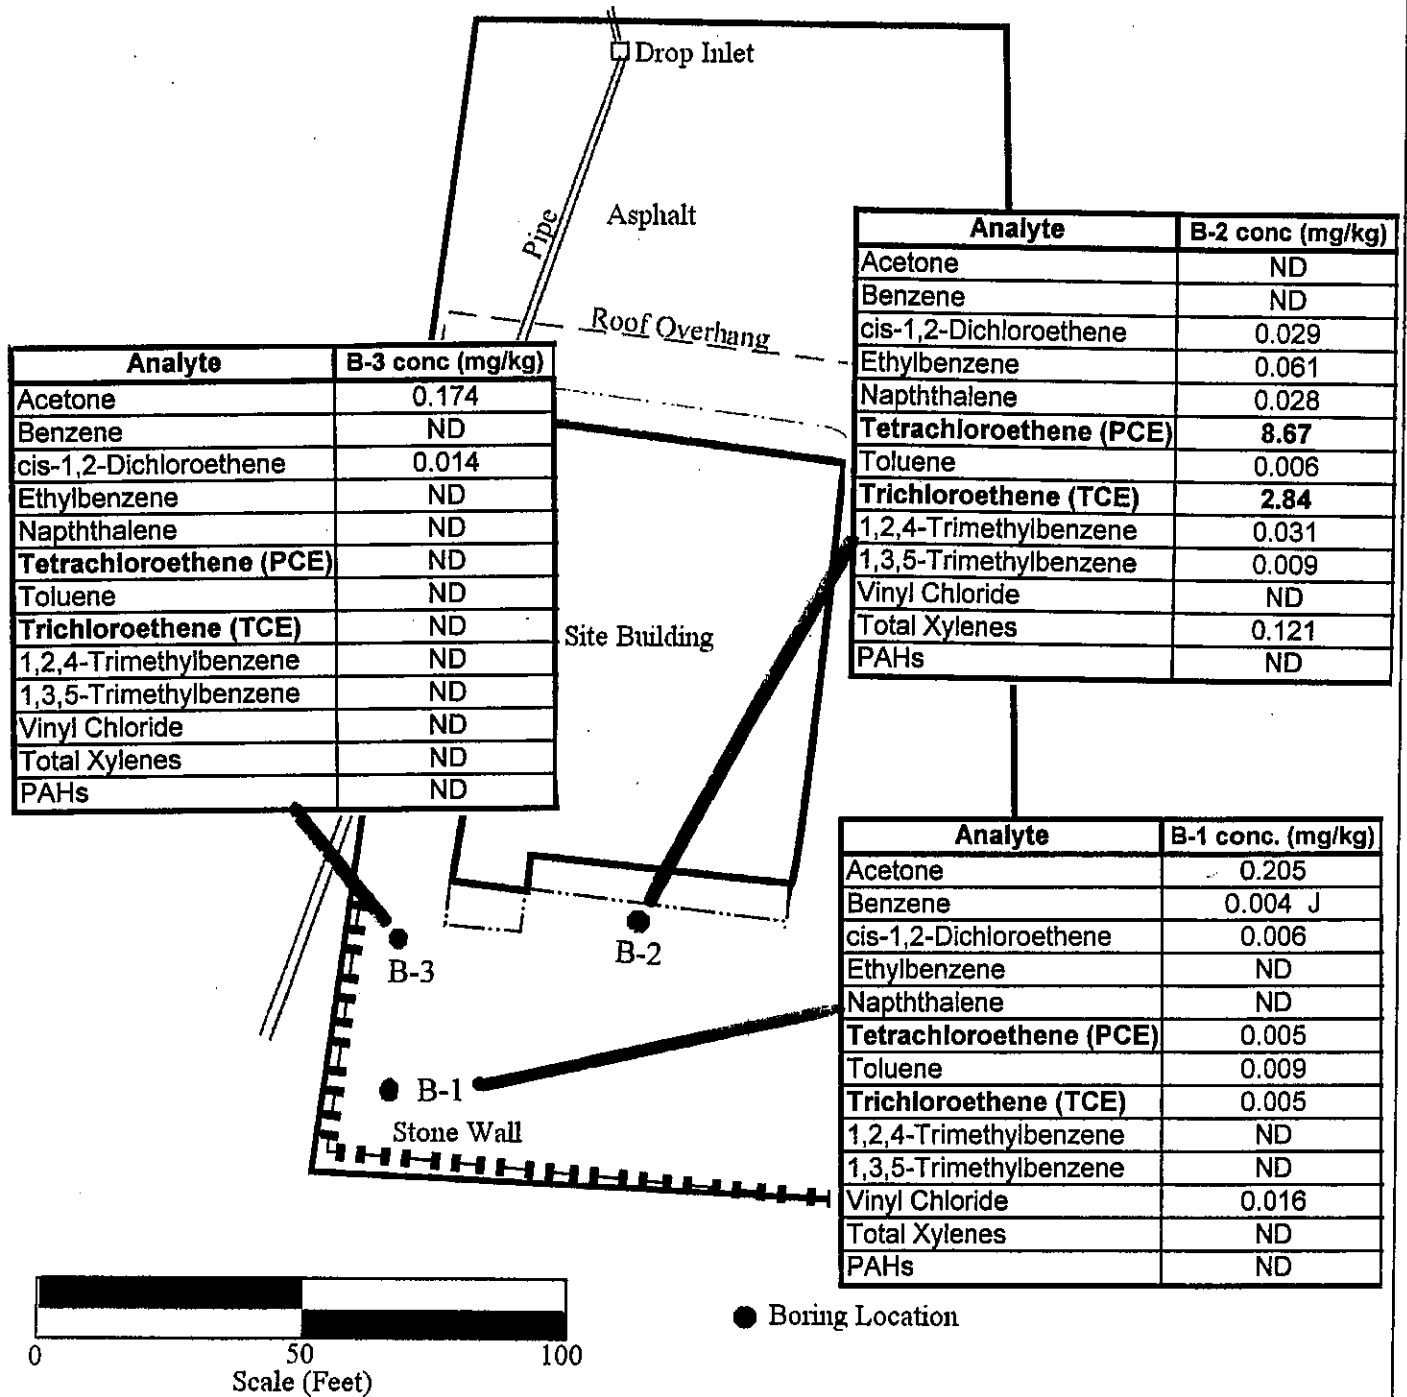 Drop Inlet
Pipe
Asphalt
Roof Overhang
Analyte B-2 conc (mg/kg)
Acetone ND
Benzene ND
cis-1,2-Dichloroethene 0.029
Ethylbenzene 0.061
Napththalene 0.028
Tetrachloroethene (PCE) 8.67
Toluene 0.006
Trichloroethene (TCE) 2.84
1,2,4-Trimethylbenzene 0.031
1,3,5-Trimethylbenzene 0.009
Vinyl Chloride ND
Total Xylenes 0.121
PAHs ND
Analyte B-3 conc (mg/kg)
Acetone 0.174
Benzene ND
cis-1,2-Dichloroethene 0.014
Ethylbenzene ND
Napththalene ND
Tetrachloroethene (PCE) ND
Toluene ND
Trichloroethene (TCE) ND
1,2,4-Trimethylbenzene ND
1,3,5-Trimethylbenzene ND
Vinyl Chloride ND
Total Xylenes ND
PAHs ND
Site Building
Analyte B-1 conc. (mg/kg)
Acetone 0.205
Benzene 0.004 J
cis-1,2-Dichloroethene 0.006
Ethylbenzene ND
Napththalene ND
Tetrachloroethene (PCE) 0.005
Toluene 0.009
Trichloroethene (TCE) 0.005
1,2,4-Trimethylbenzene ND
1,3,5-Trimethylbenzene ND
Vinyl Chloride 0.016
Total Xylenes ND
PAHs ND
B-3
B-2
B-1
Stone Wall
0 50 100
Scale (Feet)
Boring Location